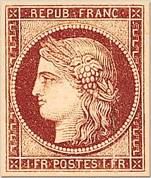 REPUB. FRANC.
1 FR. POSTES. 1 FR.